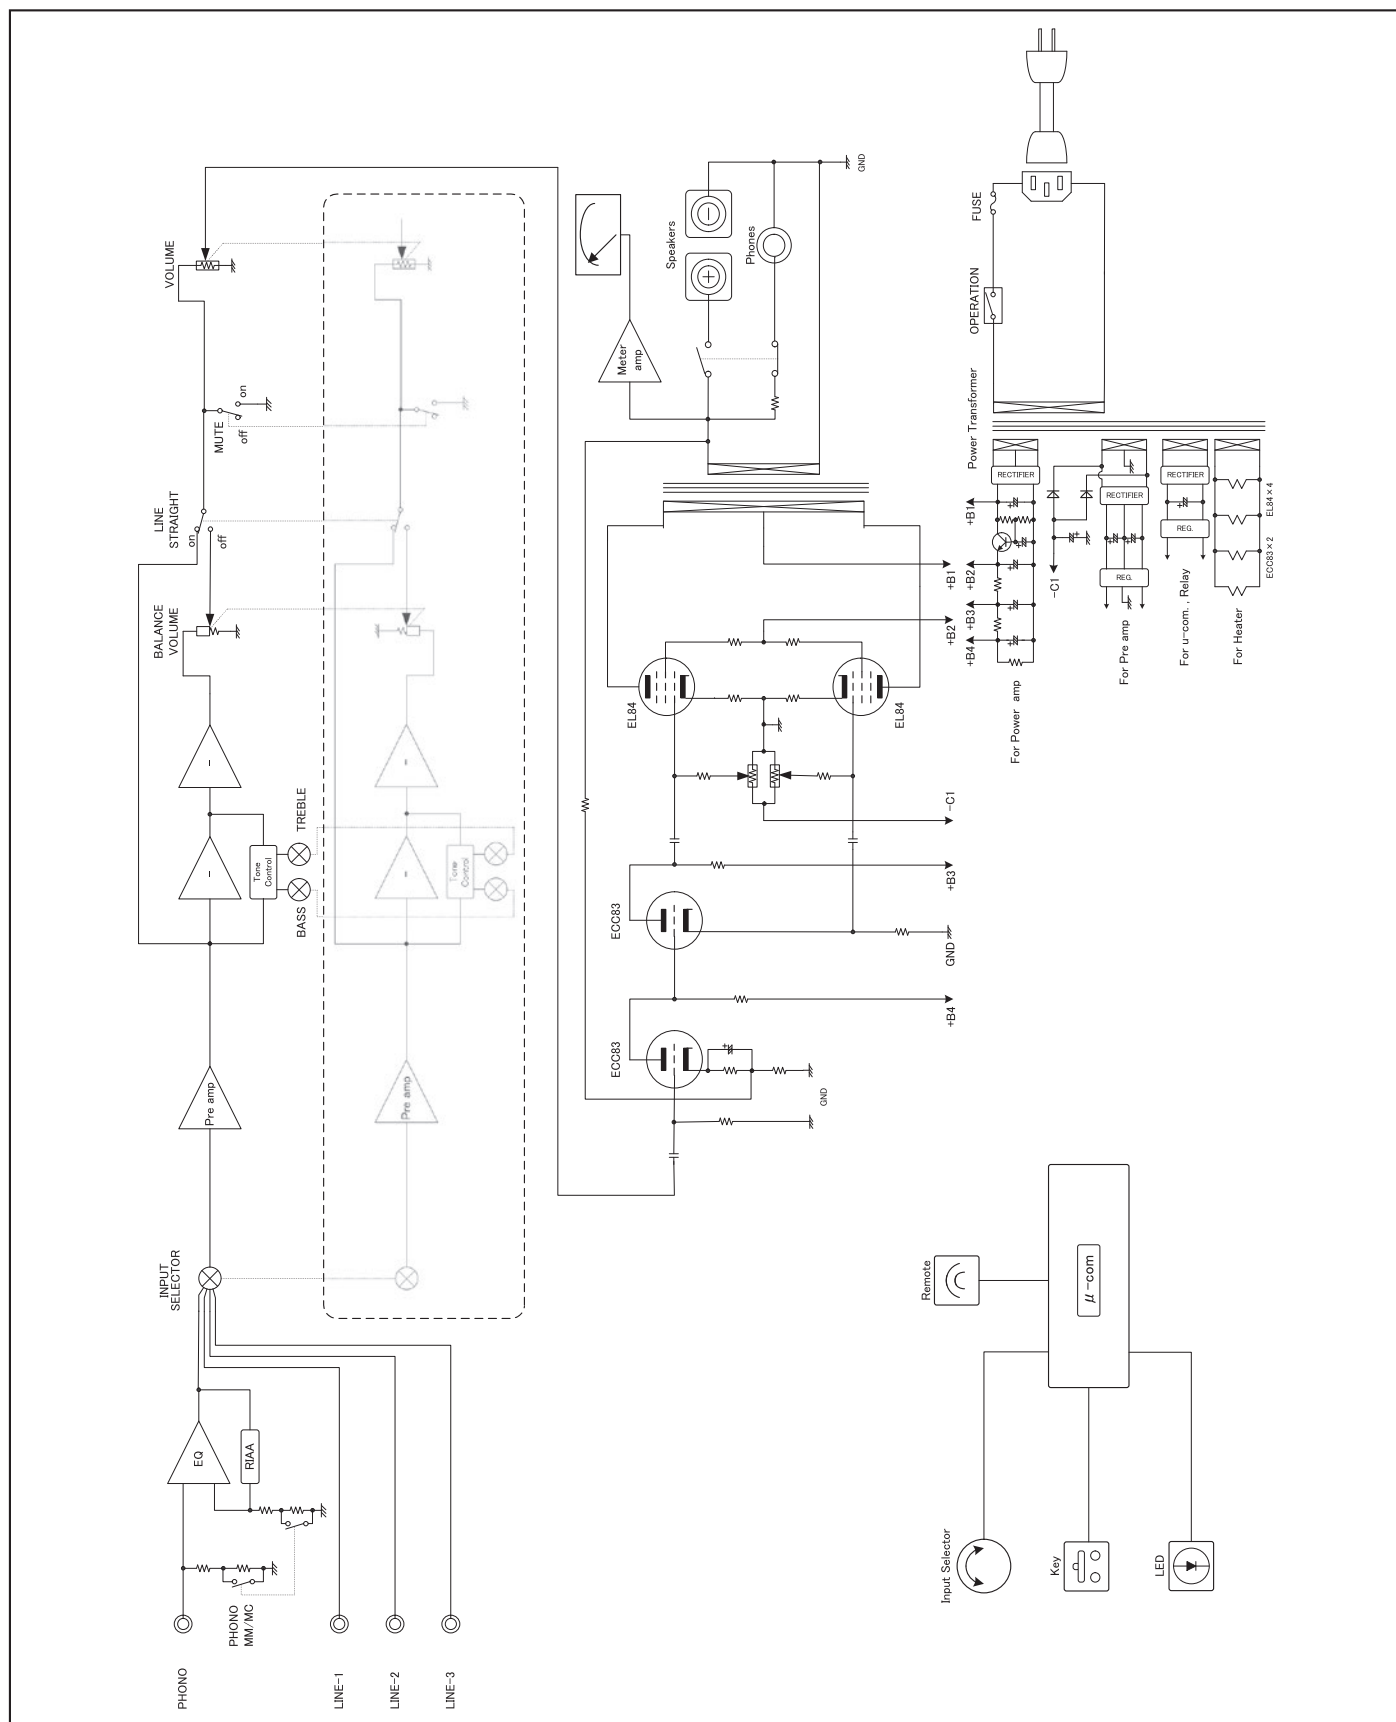 PHONO
PHONO
MM/MC
LINE-1
LINE-2
LINE-3
EQ
RIAA
INPUT
SELECTOR
Pre amp
Tone
Control
BASS
TREBLE
BALANCE
VOLUME
LINE
STRAIGHT
on
off
MUTE
on
off
VOLUME
Pre amp
Tone
Control
ECC83
ECC83
EL84
EL84
GND
+B4
GND
+B3
-C1
+B2
+B1
Meter
amp
Speakers
Phones
GND
FUSE
OPERATION
Power Transformer
RECTIFIER
+B1
+B2
+B3
+B4
For Power amp
-C1
RECTIFIER
REG.
For Pre amp
RECTIFIER
REG.
For u-com. , Relay
ECC83×2
EL84×4
For Heater
Remote
μ-com
Input Selector
Key
LED